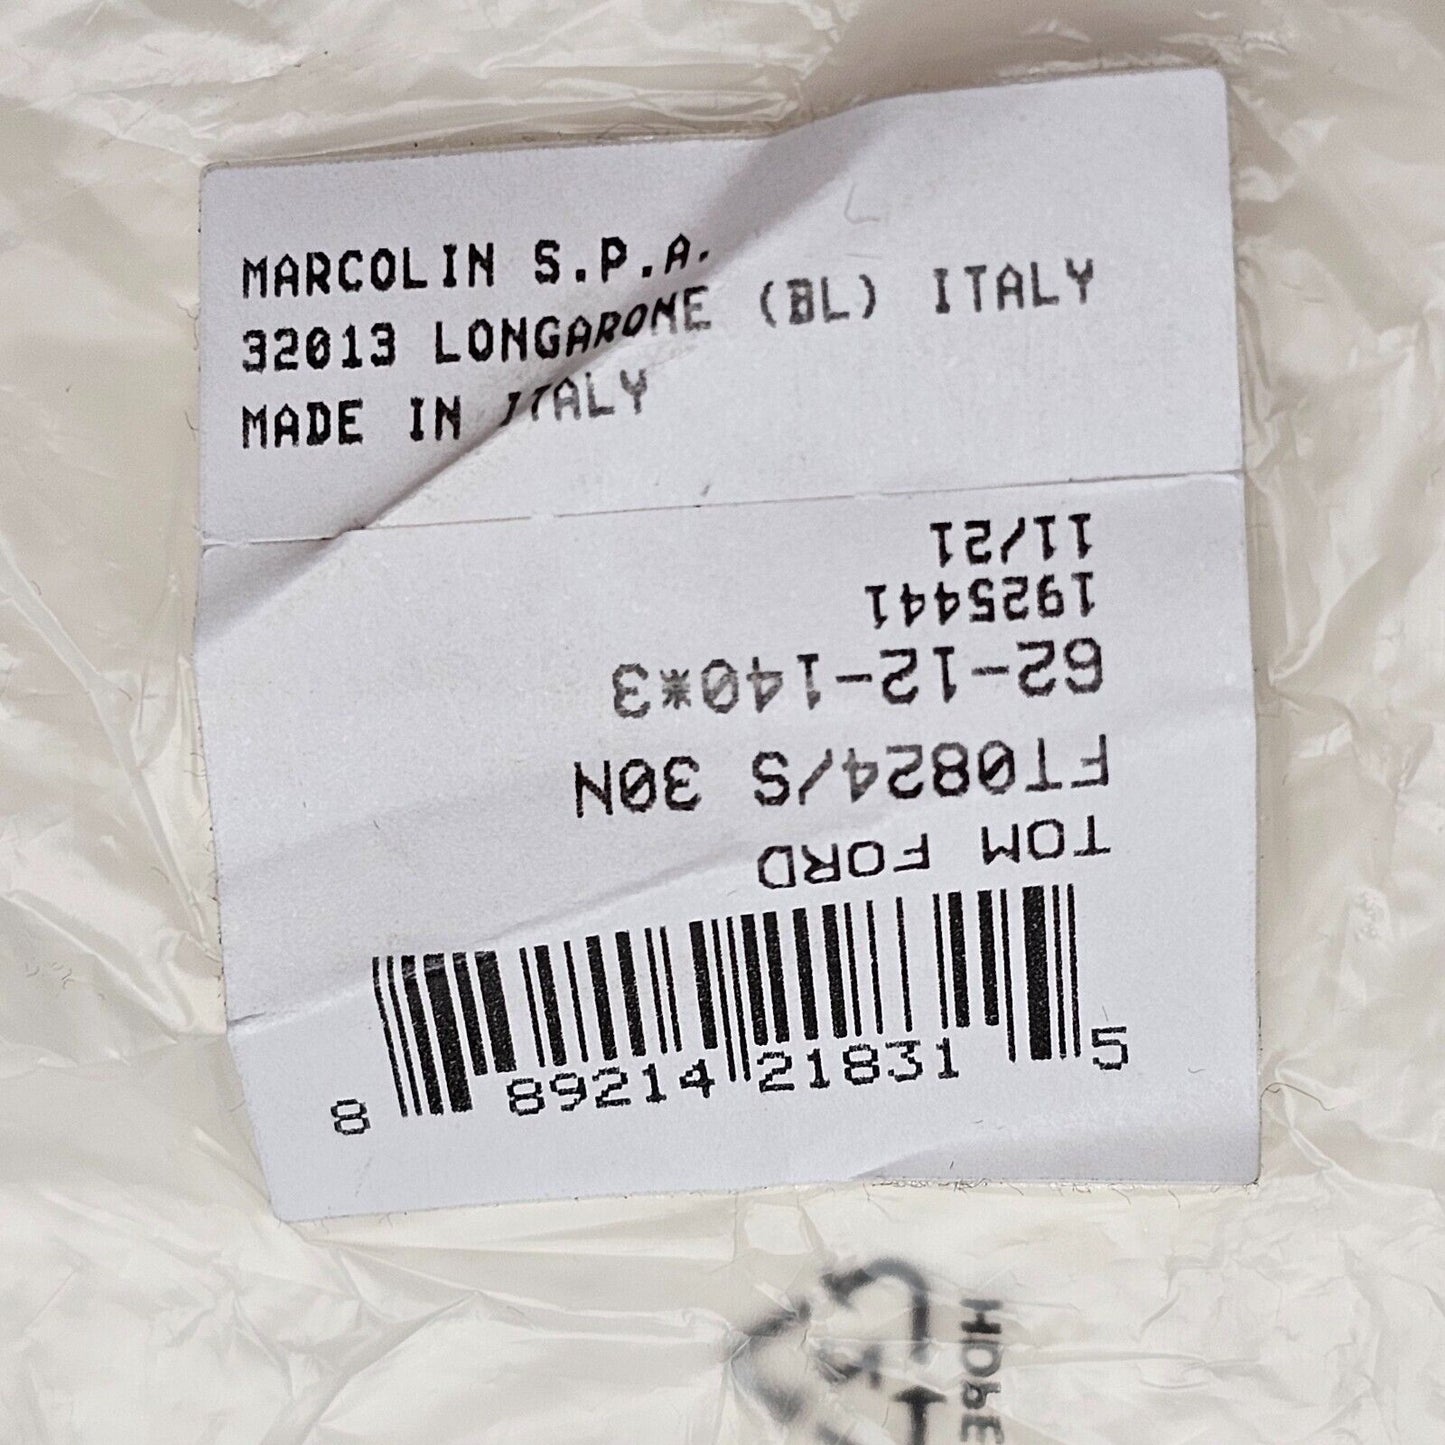 MARCOLIN S.P.A.
32013 LONGARONE (BL) ITALY
MADE IN ITALY
11/21
1925441
62-12-140*3
FT0824/S 30N
TOM FORD
8 89214 21831 5
HDPE